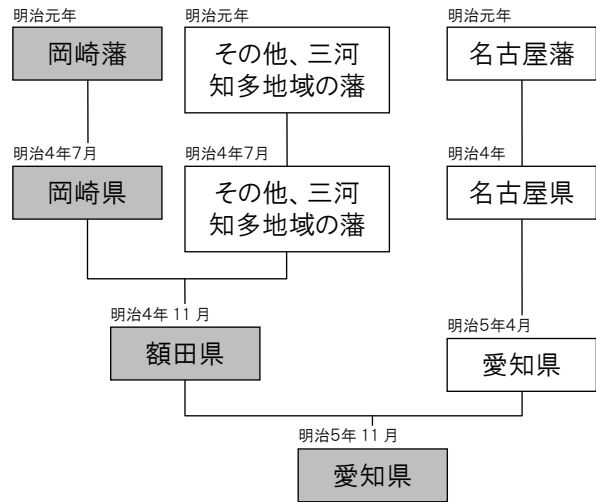 明治元年
岡崎藩
明治元年
その他、三河
知多地域の藩
明治元年
名古屋藩
明治4年7月
岡崎県
明治4年7月
その他、三河
知多地域の藩
明治4年
名古屋県
明治4年 11 月
額田県
明治5年4月
愛知県
明治5年 11 月
愛知県